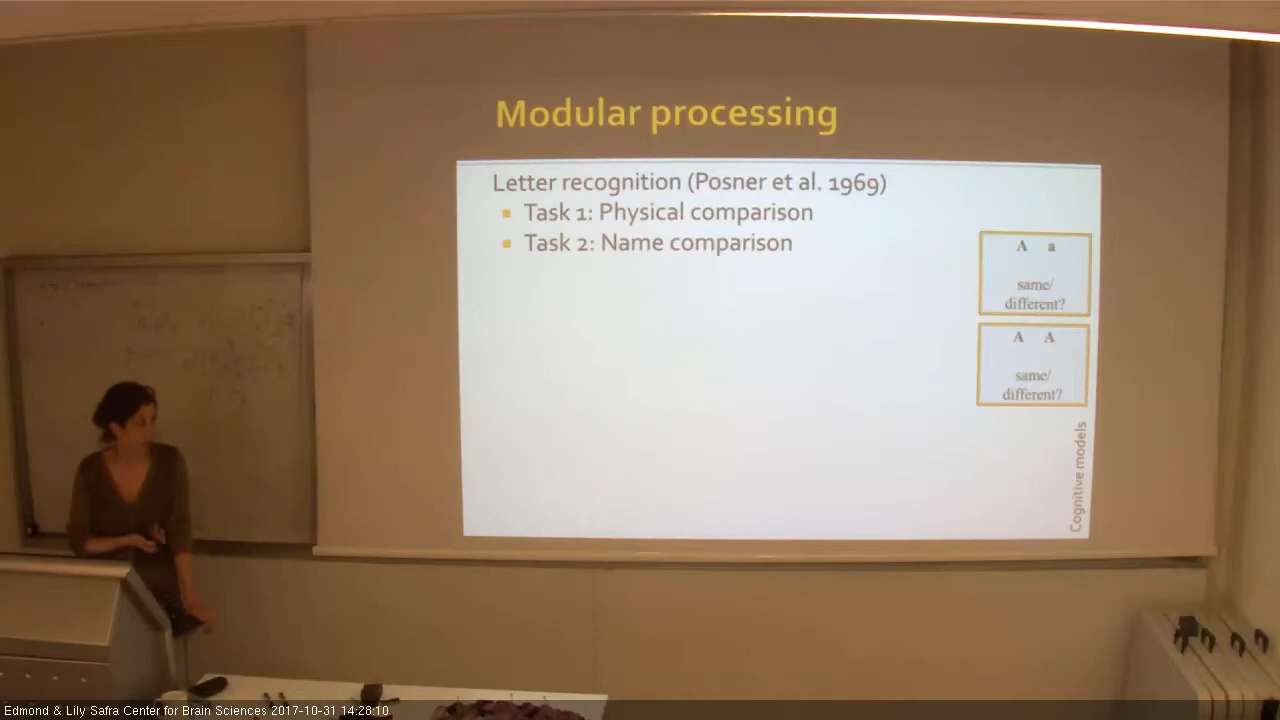 Modular processing
Letter recognition (Posner et al. 1969)
Task 1: Physical comparison
Task 2: Name comparison
A a
same/
different?
A A
same/
different?
Cognitive models
Edmond & Lily Safra Center for Brain Sciences 2017-10-31 14:28:10